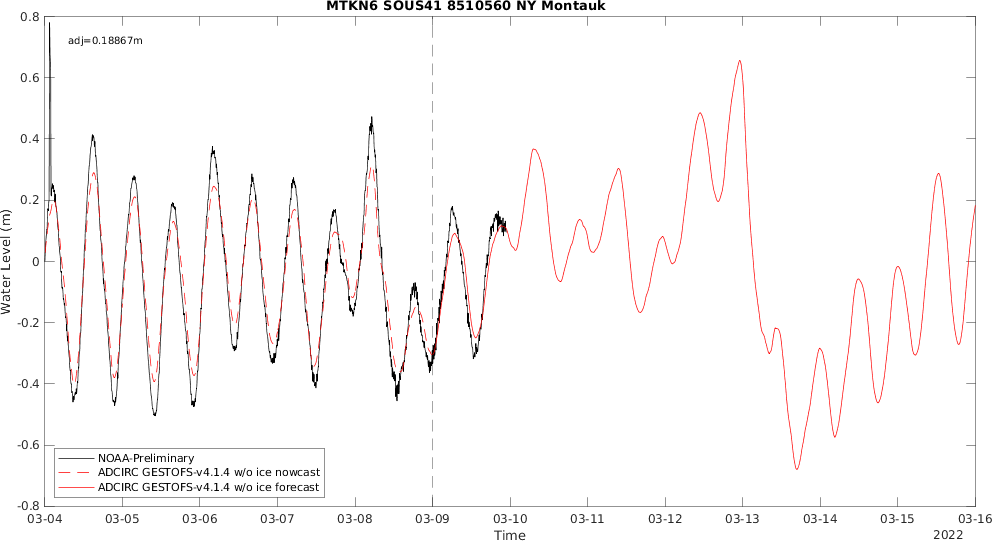 MTKN6 SOUS41 8510560 NY Montauk
adj=0.18867m
0.8
0.6
0.4
0.2
0
-0.2
-0.4
-0.6
-0.8
Water Level (m)
NOAA-Preliminary
ADCIRC GESTOFS-v4.1.4 w/o ice nowcast
ADCIRC GESTOFS-v4.1.4 w/o ice forecast
03-04 03-05 03-06 03-07 03-08 03-09 03-10 03-11 03-12 03-13 03-14 03-15 03-16
Time
2022